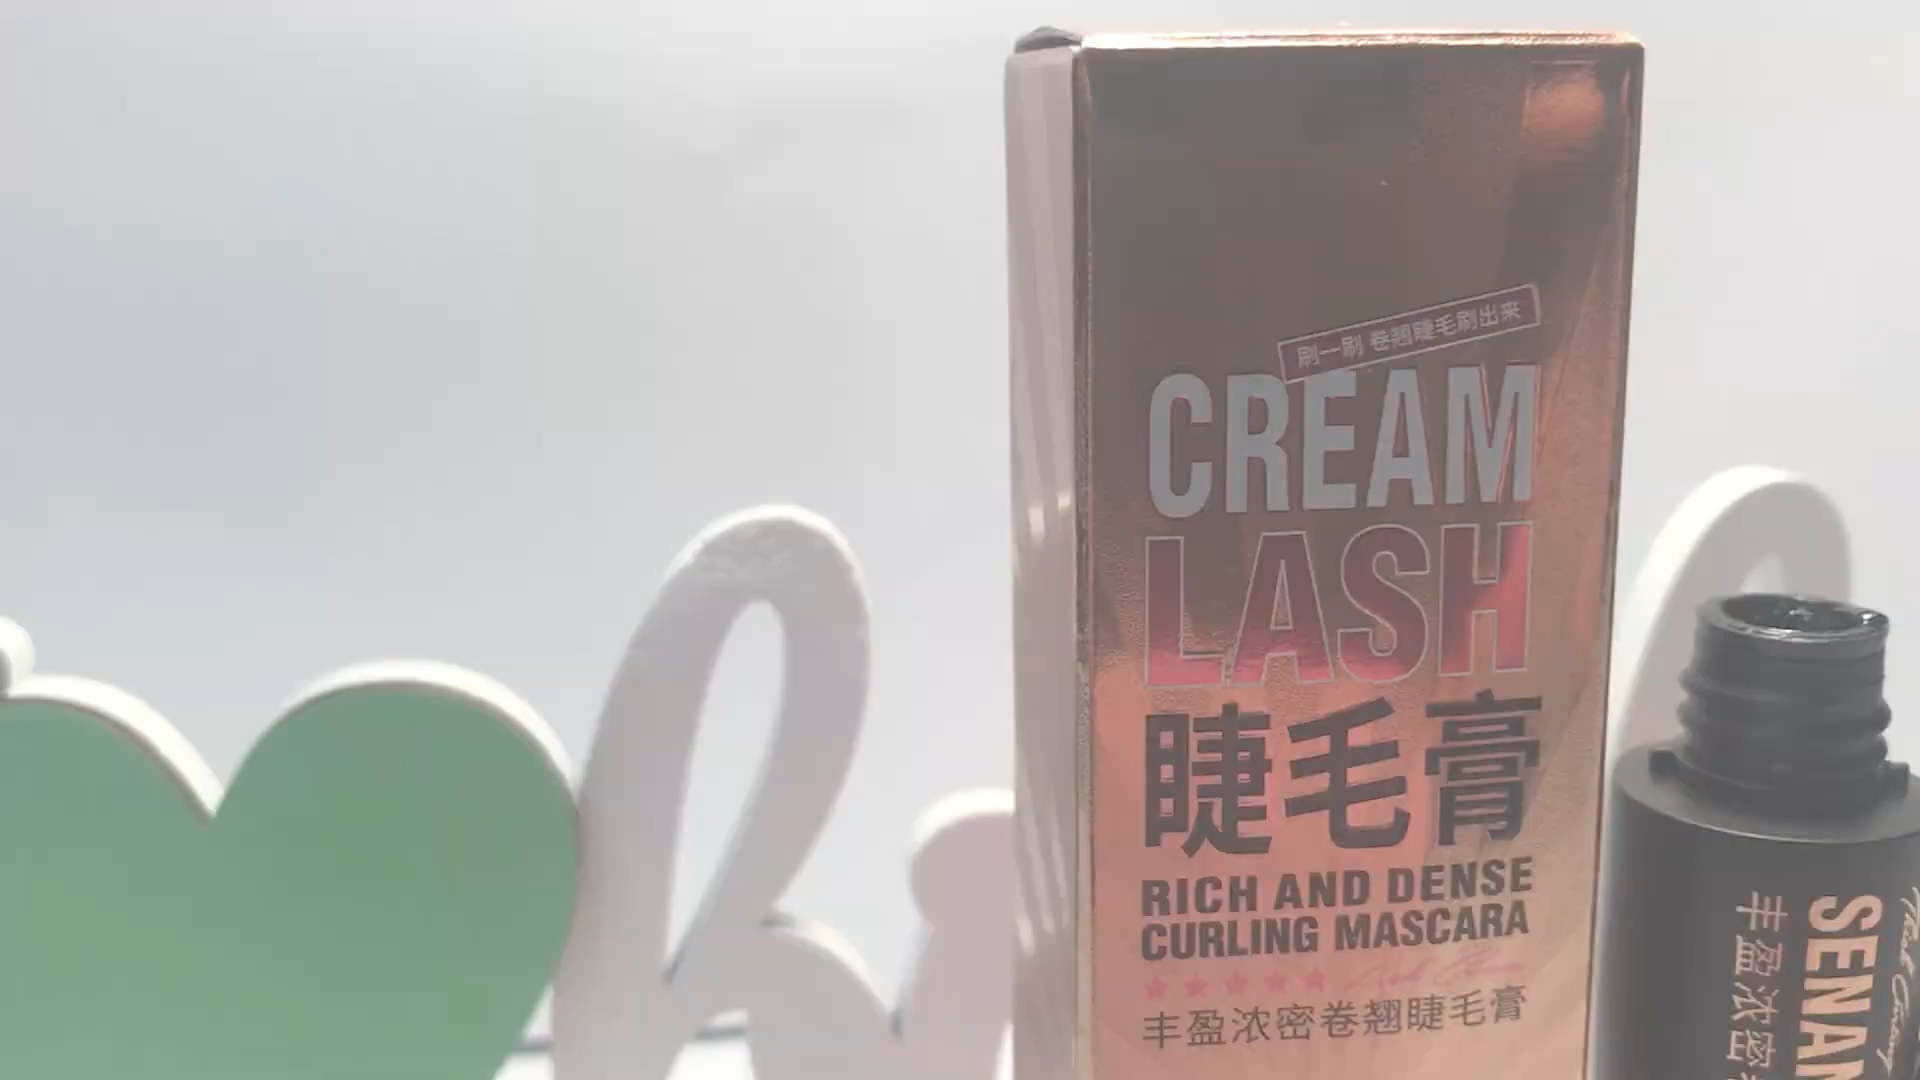 刷一刷 卷翘睫毛刷出来
CREAM
LASH
睫毛膏
RICH AND DENSE
CURLING MASCARA
丰盈浓密卷翘睫毛膏
SENAN
丰盈浓密